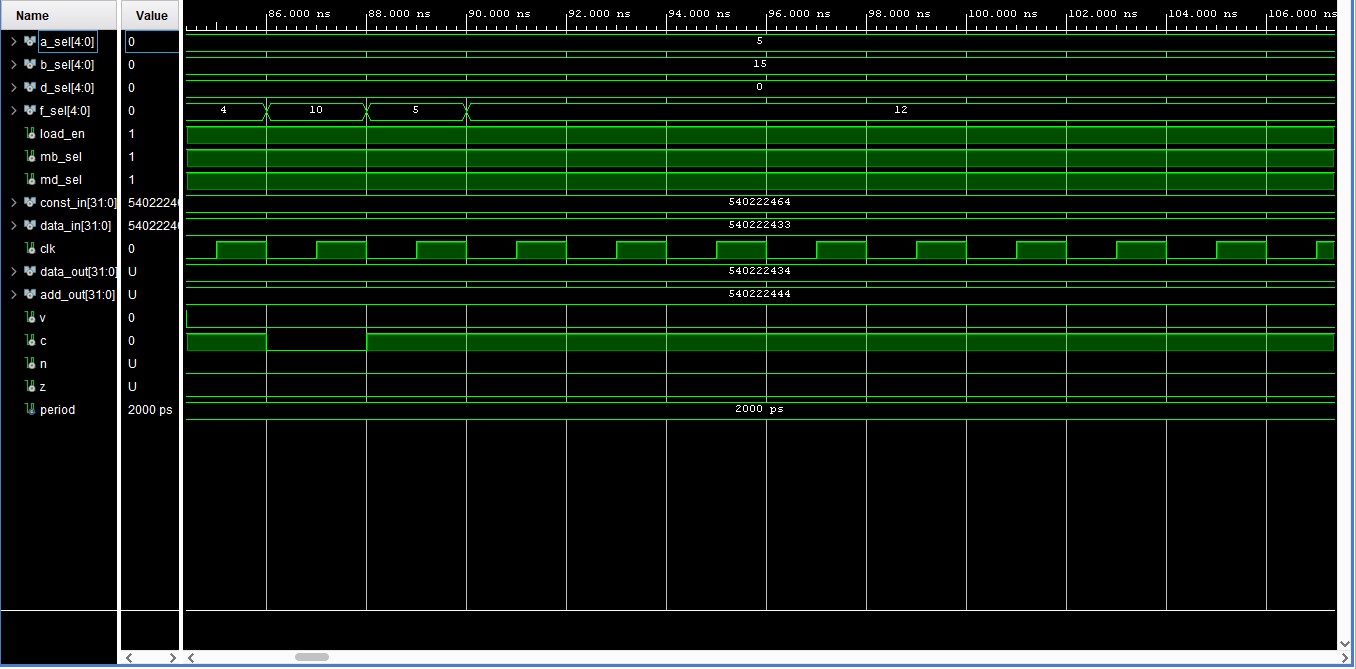 Name Value
86.000 ns 88.000 ns 90.000 ns 92.000 ns 94.000 ns 96.000 ns 98.000 ns 100.000 ns 102.000 ns 104.000 ns 106.000 ns
a_sel[4:0] 0 5
b_sel[4:0] 0 15
d_sel[4:0] 0 0
f_sel[4:0] 0 4 10 5 12
load_en 1
mb_sel 1
md_sel 1
const_in[31:0] 54022246 540222464
data_in[31:0] 54022240 540222433
clk 0
data_out[31:0] U 540222434
add_out[31:0] U 540222444
v 0
c 0
n U
z U
period 2000 ps 2000 ps